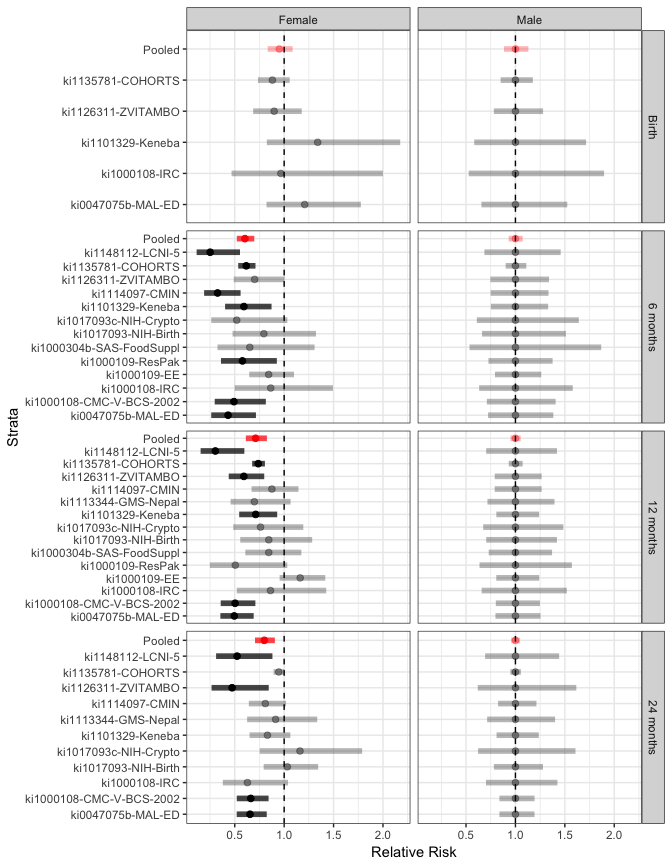 Female
Male
Pooled
ki1135781-COHORTS
ki1126311-ZVITAMBO
ki1101329-Keneba
ki1000108-IRC
ki0047075b-MAL-ED
Birth
Pooled
ki1148112-LCNI-5
ki1135781-COHORTS
ki1126311-ZVITAMBO
ki1114097-CMIN
ki1101329-Keneba
ki1017093c-NIH-Crypto
ki1017093-NIH-Birth
ki1000304b-SAS-FoodSuppl
ki1000109-ResPak
ki1000109-EE
ki1000108-IRC
ki1000108-CMC-V-BCS-2002
ki0047075b-MAL-ED
6 months
Pooled
ki1148112-LCNI-5
ki1135781-COHORTS
ki1126311-ZVITAMBO
ki1114097-CMIN
ki1113344-GMS-Nepal
ki1101329-Keneba
ki1017093c-NIH-Crypto
ki1017093-NIH-Birth
ki1000304b-SAS-FoodSuppl
ki1000109-ResPak
ki1000109-EE
ki1000108-IRC
ki1000108-CMC-V-BCS-2002
ki0047075b-MAL-ED
12 months
Pooled
ki1148112-LCNI-5
ki1135781-COHORTS
ki1126311-ZVITAMBO
ki1114097-CMIN
ki1113344-GMS-Nepal
ki1101329-Keneba
ki1017093c-NIH-Crypto
ki1017093-NIH-Birth
ki1000108-IRC
ki1000108-CMC-V-BCS-2002
ki0047075b-MAL-ED
24 months
Strata
0.5 1.0 1.5 2.0
0.5 1.0 1.5 2.0
Relative Risk